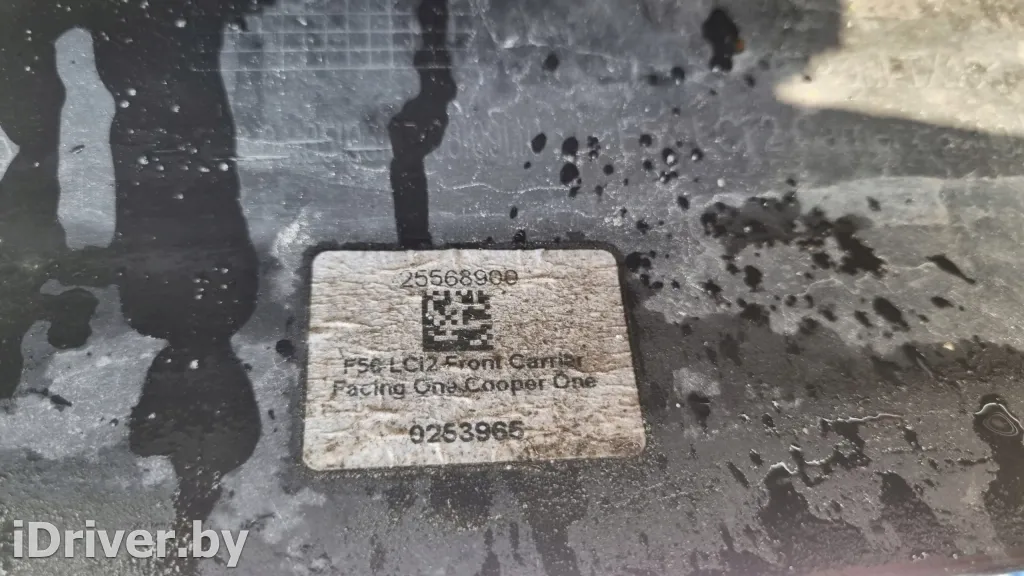 25568900
F56 LCI2 Front Carrier
Facing One Cooper One
0253965
iDriver.by